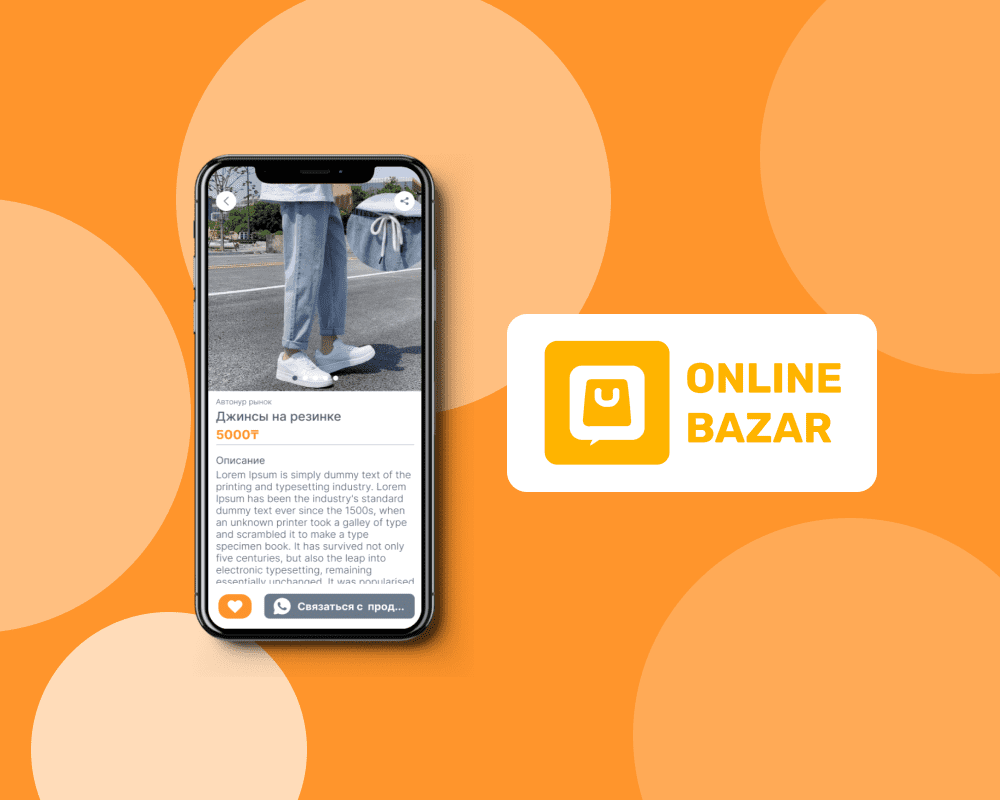 Автонур рынок
Джинсы на резинке
5000₸
Описание
Lorem Ipsum is simply dummy text of the
printing and typesetting industry. Lorem
Ipsum has been the industry's standard
dummy text ever since the 1500s, when
an unknown printer took a galley of type
and scrambled it to make a type
specimen book. It has survived not only
five centuries, but also the leap into
electronic typesetting, remaining
essentially unchanged. It was popularised
Связаться с прод...
ONLINE
BAZAR